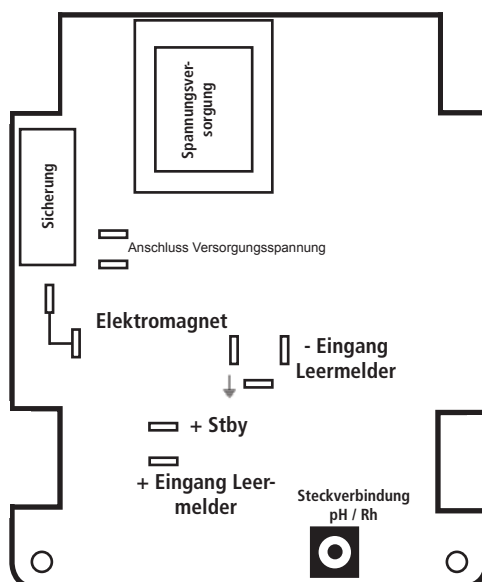 Spannungsver-
sorgung
Sicherung
Anschluss Versorgungsspannung
Elektromagnet
- Eingang
Leermelder
+ Stby
+ Eingang Leer-
melder
Steckverbindung
pH / Rh